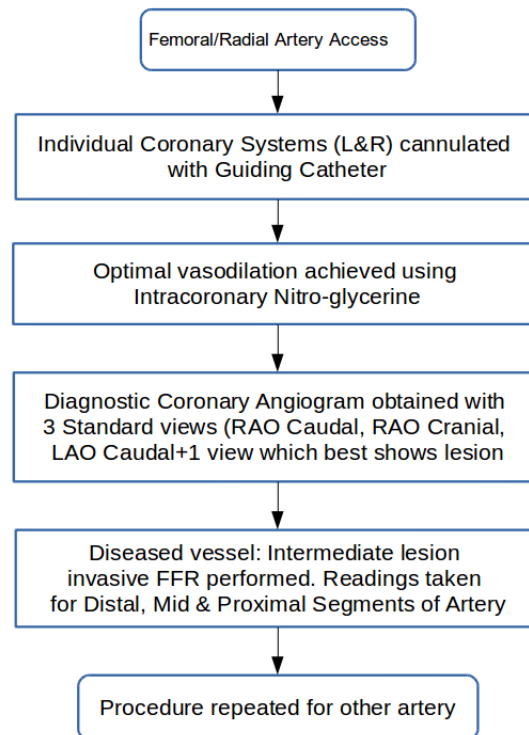 Femoral/Radial Artery Access
Individual Coronary Systems (L&R) cannulated
with Guiding Catheter
Optimal vasodilation achieved using
Intracoronary Nitro-glycerine
Diagnostic Coronary Angiogram obtained with
3 Standard views (RAO Caudal, RAO Cranial,
LAO Caudal+1 view which best shows lesion
Diseased vessel: Intermediate lesion
invasive FFR performed. Readings taken
for Distal, Mid & Proximal Segments of Artery
Procedure repeated for other artery